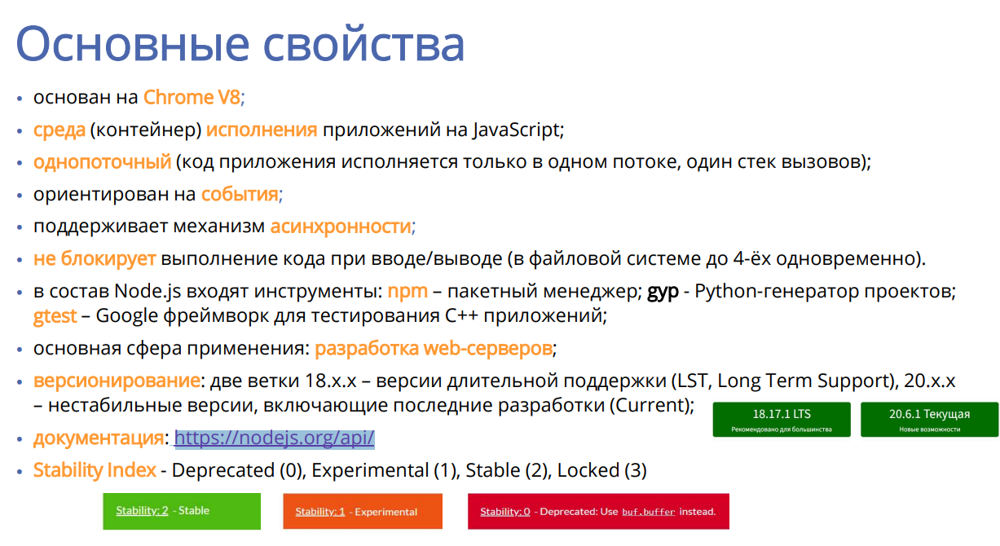 Основные свойства
• основан на Chrome V8;
• среда (контейнер) исполнения приложений на JavaScript;
• однопоточный (код приложения исполняется только в одном потоке, один стек вызовов);
• ориентирован на события;
• поддерживает механизм асинхронности;
• не блокирует выполнение кода при вводе/выводе (в файловой системе до 4-ёх одновременно).
• в состав Node.js входят инструменты: npm – пакетный менеджер; gyp - Python-генератор проектов;
gtest – Google фреймворк для тестирования C++ приложений;
• основная сфера применения: разработка web-серверов;
• версионирование: две ветки 18.x.x – версии длительной поддержки (LST, Long Term Support), 20.x.x
– нестабильные версии, включающие последние разработки (Current);
18.17.1 LTS
Рекомендовано для большинства
20.6.1 Текущая
Новые возможности
• документация: https://nodejs.org/api/
• Stability Index - Deprecated (0), Experimental (1), Stable (2), Locked (3)
Stability: 2 - Stable
Stability: 1 - Experimental
Stability: 0 - Deprecated: Use buf.buffer instead.